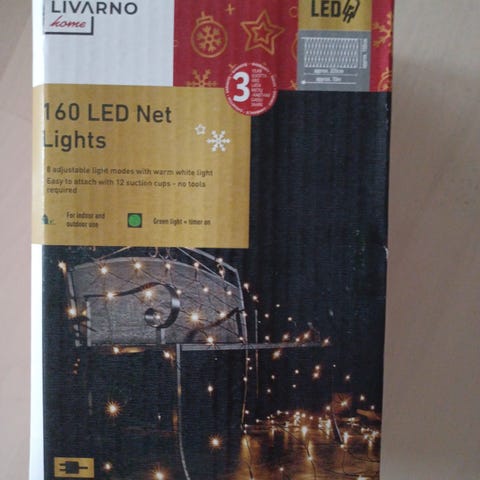 LIVARNO
home
LED
3
160 LED Net
Lights
8 adjustable light modes with warm white light
Easy to attach with 12 suction cups - no tools
required
For indoor and
outdoor use
Green light = timer on